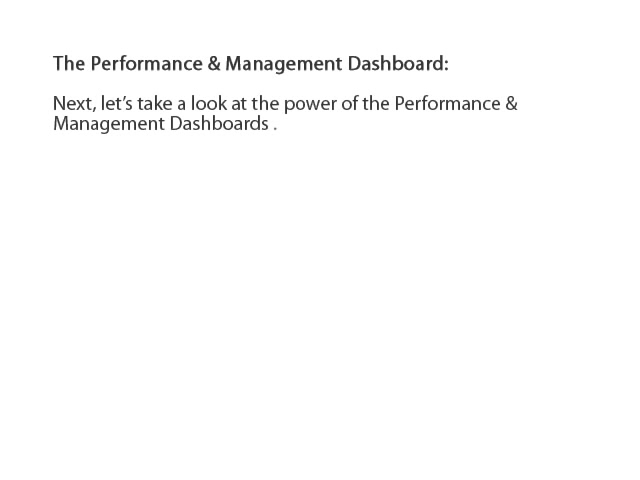 The Performance & Management Dashboard:
Next, let’s take a look at the power of the Performance &
Management Dashboards .